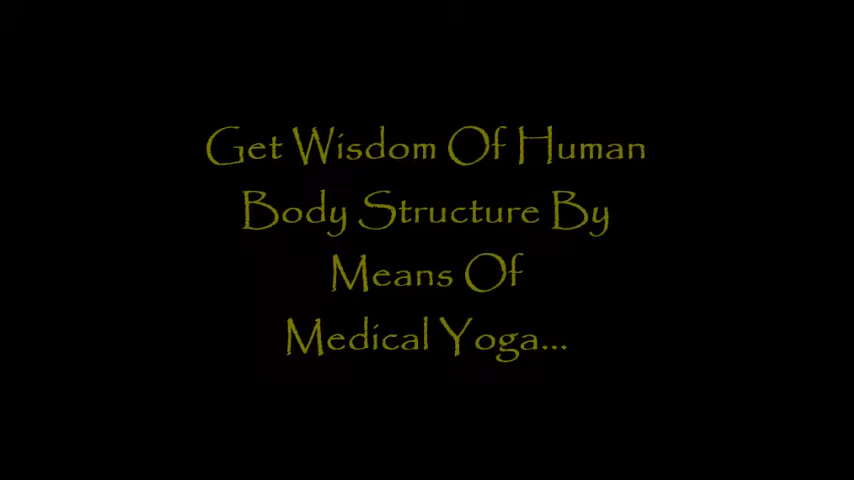 Get Wisdom Of Human
Body Structure By
Means Of
Medical Yoga...